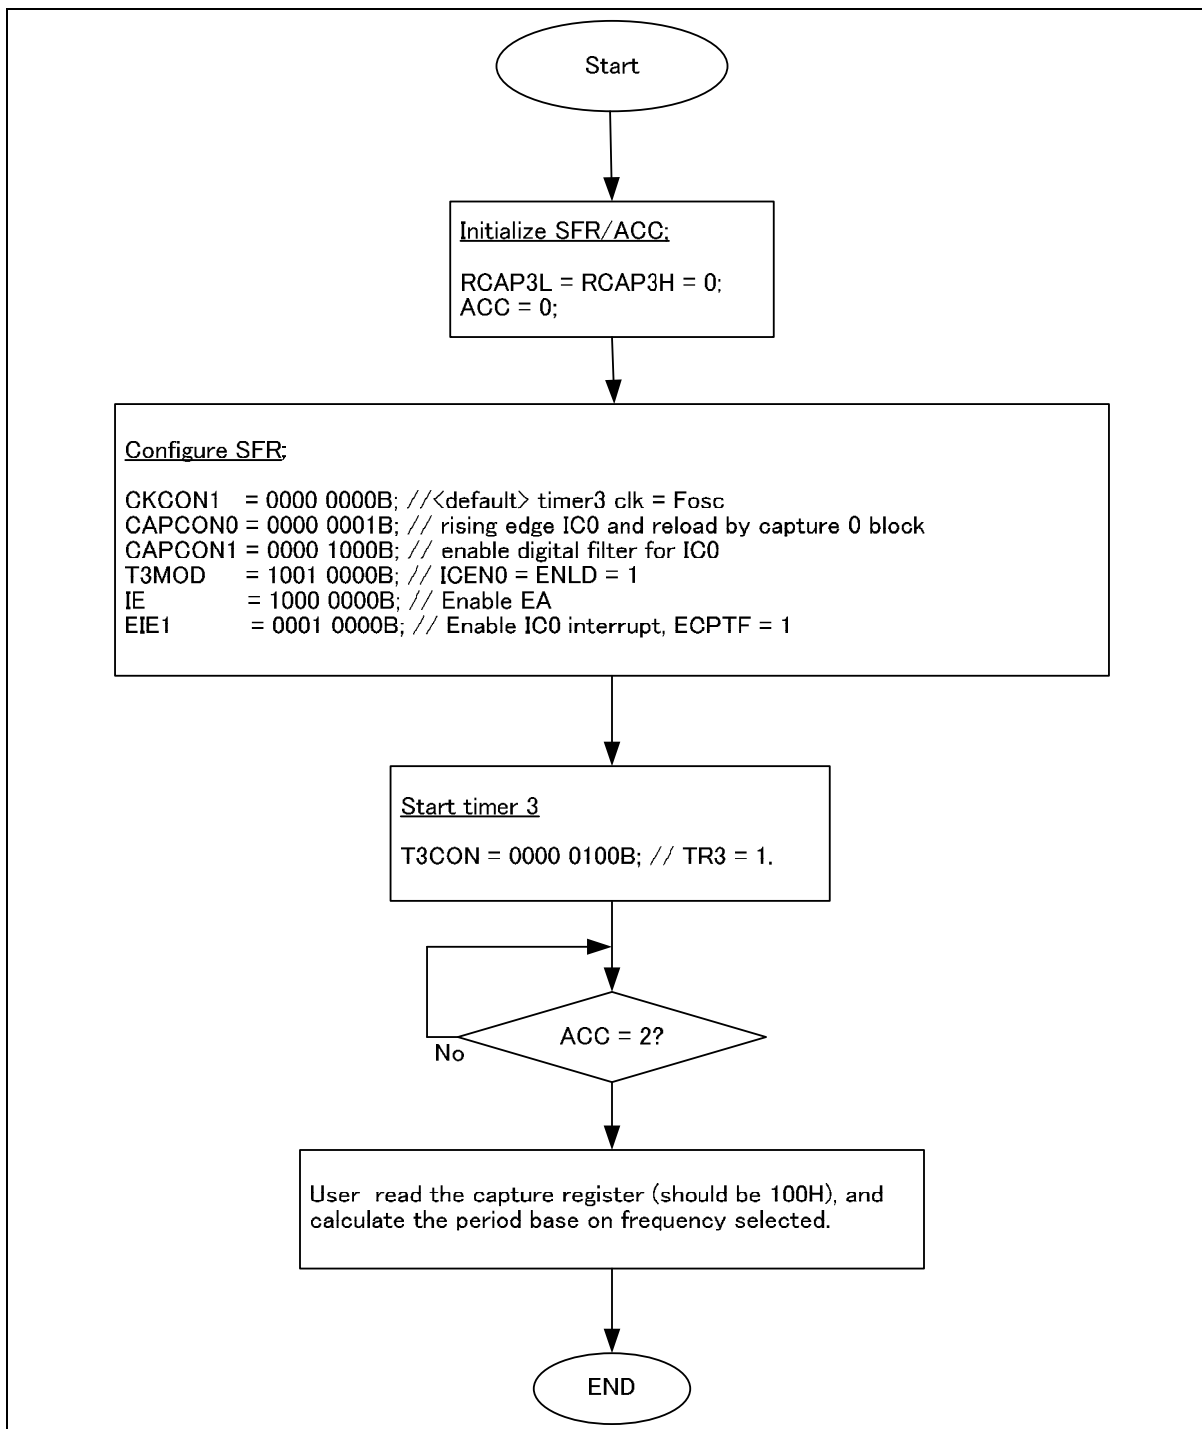 Start
Initialize SFR/ACC;
RCAP3L = RCAP3H = 0;
ACC = 0;
Configure SFR;
CKCON1 = 0000 0000B; //<default> timer3 clk = Fosc
CAPCON0 = 0000 0001B; // rising edge IC0 and reload by capture 0 block
CAPCON1 = 0000 1000B; // enable digital filter for IC0
T3MOD = 1001 0000B; // ICEN0 = ENLD = 1
IE = 1000 0000B; // Enable EA
EIE1 = 0001 0000B; // Enable IC0 interrupt, ECPTF = 1
Start timer 3
T3CON = 0000 0100B; // TR3 = 1.
ACC = 2?
No
User read the capture register (should be 100H), and
calculate the period base on frequency selected.
END